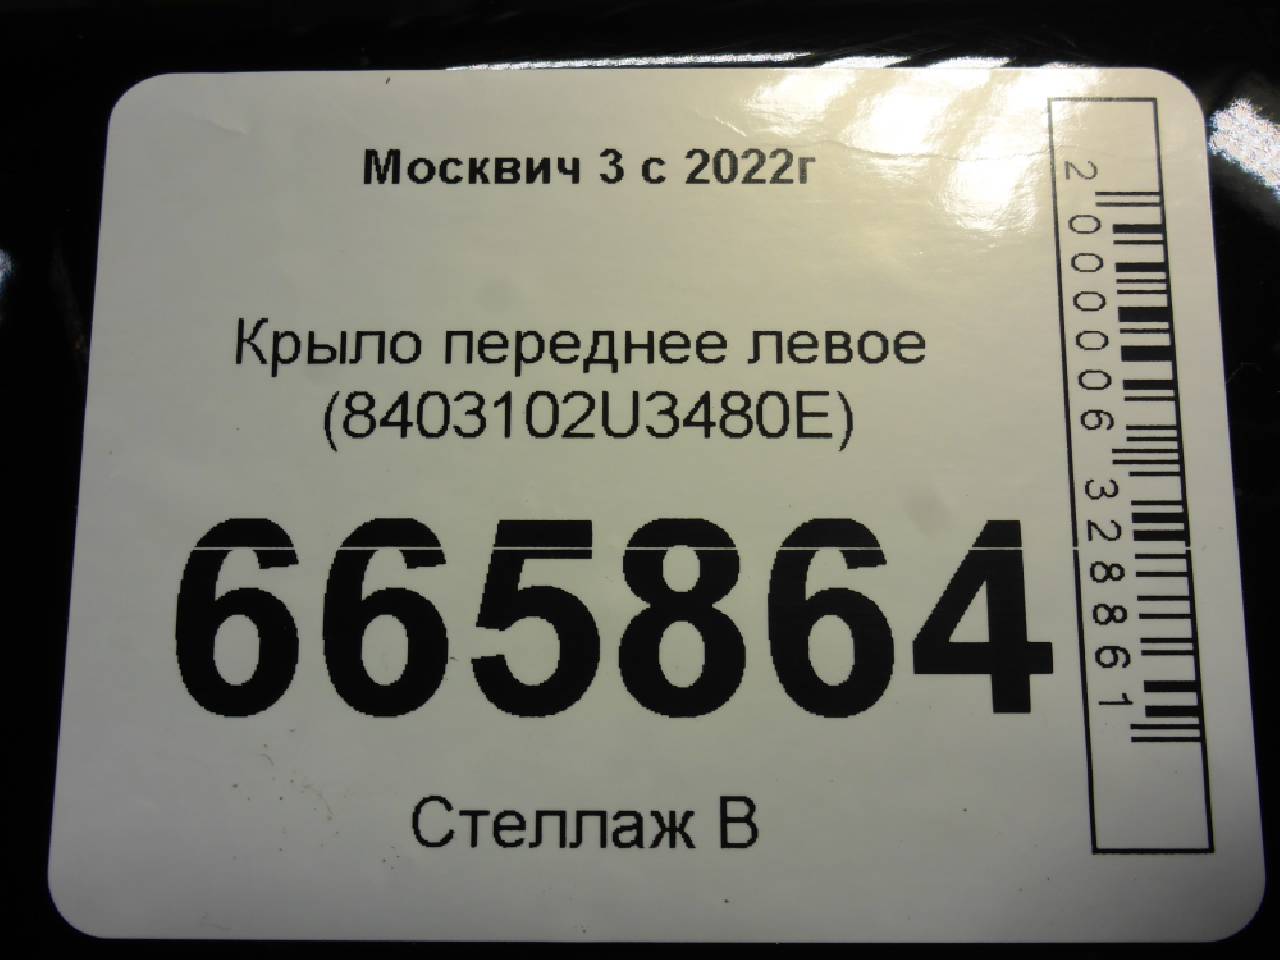 Москвич 3 с 2022г
Крыло переднее левое
(8403102U3480E)
665864
Стеллаж В
2000006328861